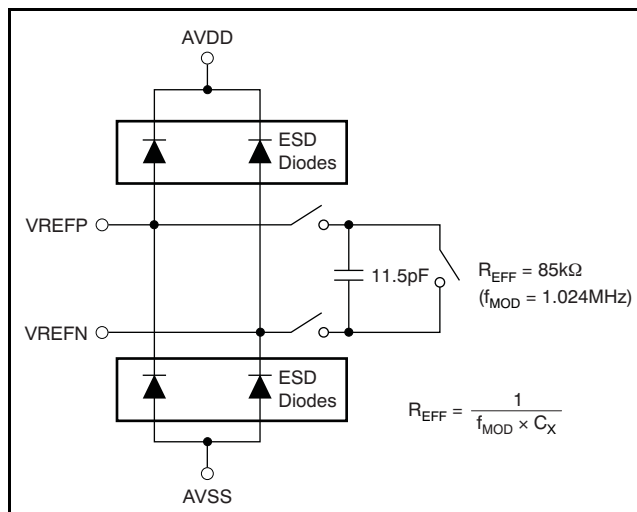 AVDD
ESD
Diodes
VREFP
11.5pF
R_EFF = 85kΩ
(f_MOD = 1.024MHz)
VREFN
ESD
Diodes
R_EFF = 1 / (f_MOD × C_X)
AVSS